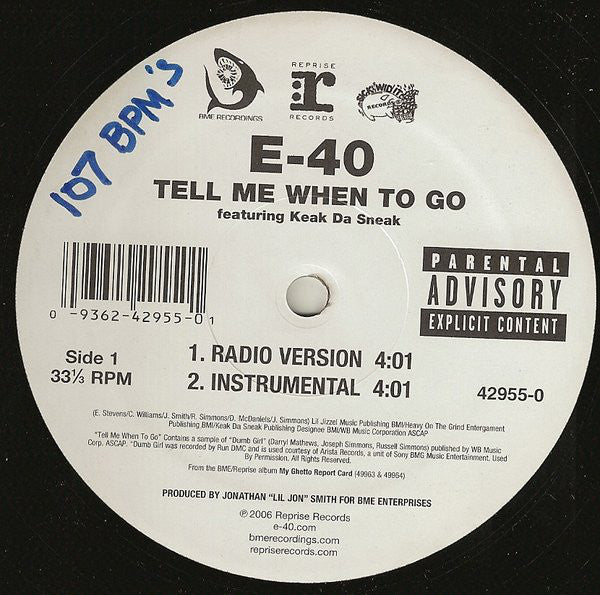 107 BPM'S
BME RECORDINGS
REPRISE
r
RECORDS
SICK WID IT
RECORDS
E-40
TELL ME WHEN TO GO
featuring Keak Da Sneak
0 -9362-42955-0 1
PARENTAL
ADVISORY
EXPLICIT CONTENT
Side 1
33⅓ RPM
1. RADIO VERSION 4:01
2. INSTRUMENTAL 4:01
42955-0
(E. Stevens/C. Williams/J. Smith/R. Simmons/D. McDaniels/J. Simmons) Lil Jizzel Music Publishing BMI/Heavy On The Grind Entergament
Publishing BMI/Keak Da Sneak Publishing Designee BMI/WB Music Corporation ASCAP
"Tell Me When To Go" Contains a sample of "Dumb Girl" (Darryl Mathews, Joseph Simmons, Russell Simmons) published by WB Music
Corp. ASCAP. "Dumb Girl was recorded by Run DMC and is used courtesy of Arista Records, a unit of Sony BMG Music Entertainment. Used
By Permission. All Rights Reserved.
From the BME/Reprise album My Ghetto Report Card (49963 & 49964)
PRODUCED BY JONATHAN "LIL JON" SMITH FOR BME ENTERPRISES
℗ 2006 Reprise Records
e-40.com
bmerecordings.com
repriserecords.com